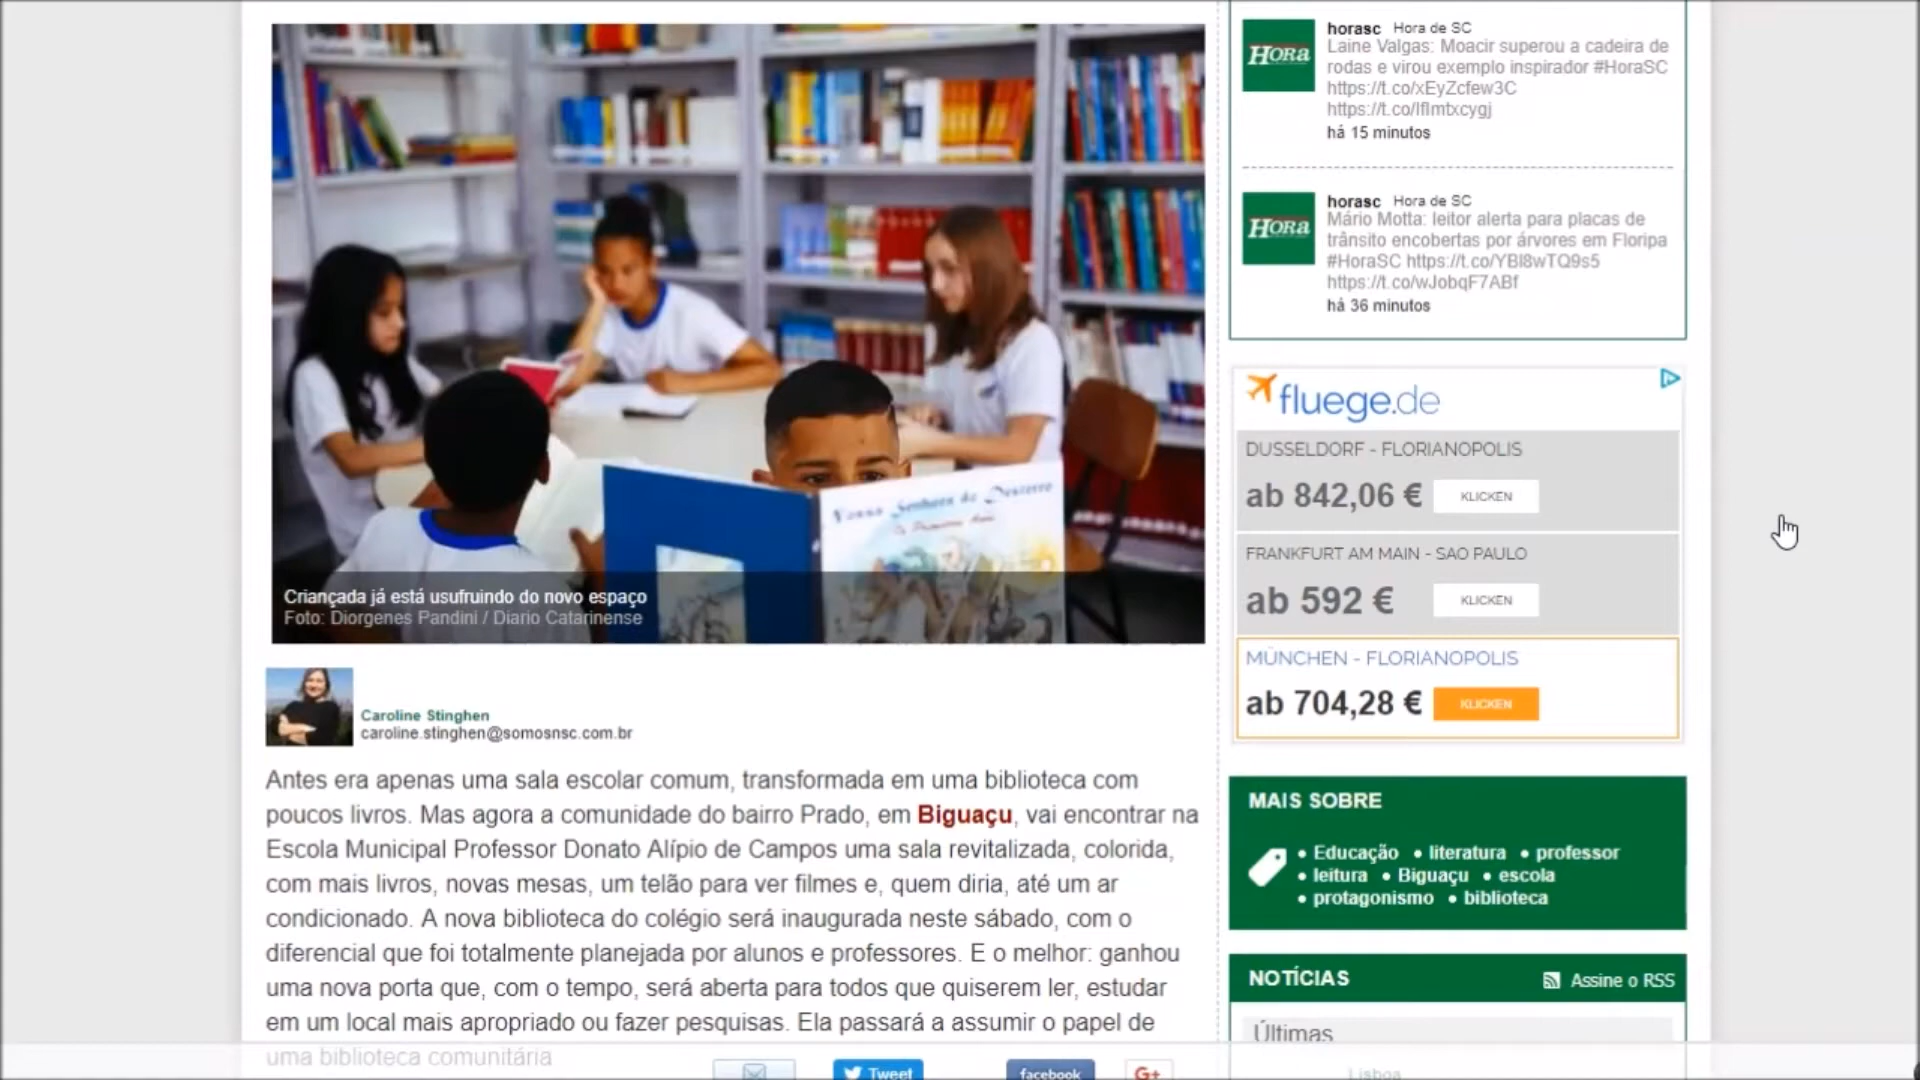 Nossa Senhora do Desterro
Criançada já está usufruindo do novo espaço
Foto: Diorgenes Pandini / Diario Catarinense
Caroline Stinghen
caroline.stinghen@somosnsc.com.br
Antes era apenas uma sala escolar comum, transformada em uma biblioteca com
poucos livros. Mas agora a comunidade do bairro Prado, em Biguaçu, vai encontrar na
Escola Municipal Professor Donato Alípio de Campos uma sala revitalizada, colorida,
com mais livros, novas mesas, um telão para ver filmes e, quem diria, até um ar
condicionado. A nova biblioteca do colégio será inaugurada neste sábado, com o
diferencial que foi totalmente planejada por alunos e professores. E o melhor: ganhou
uma nova porta que, com o tempo, será aberta para todos que quiserem ler, estudar
em um local mais apropriado ou fazer pesquisas. Ela passará a assumir o papel de
uma biblioteca comunitária
Tweet
facebook
G+
HORA
horasc Hora de SC
Laine Valgas: Moacir superou a cadeira de
rodas e virou exemplo inspirador #HoraSC
https://t.co/xEyZcfew3C
há 15 minutos
HORA
horasc Hora de SC
Mário Motta: leitor alerta para placas de
trânsito encobertas por árvores em Floripa
#HoraSC https://t.co/YBl8wTQ9s5
https://t.co/wJobqF7ABf
há 36 minutos
fluege.de
DUSSELDORF - FLORIANOPOLIS
ab 842,06 € KLICKEN
FRANKFURT AM MAIN - SAO PAULO
ab 592 € KLICKEN
MÜNCHEN - FLORIANOPOLIS
ab 704,28 € KLICKEN
MAIS SOBRE
• Educação • literatura • professor
• leitura • Biguaçu • escola
• protagonismo • biblioteca
NOTÍCIAS Assine o RSS
Últimas
Lisboa